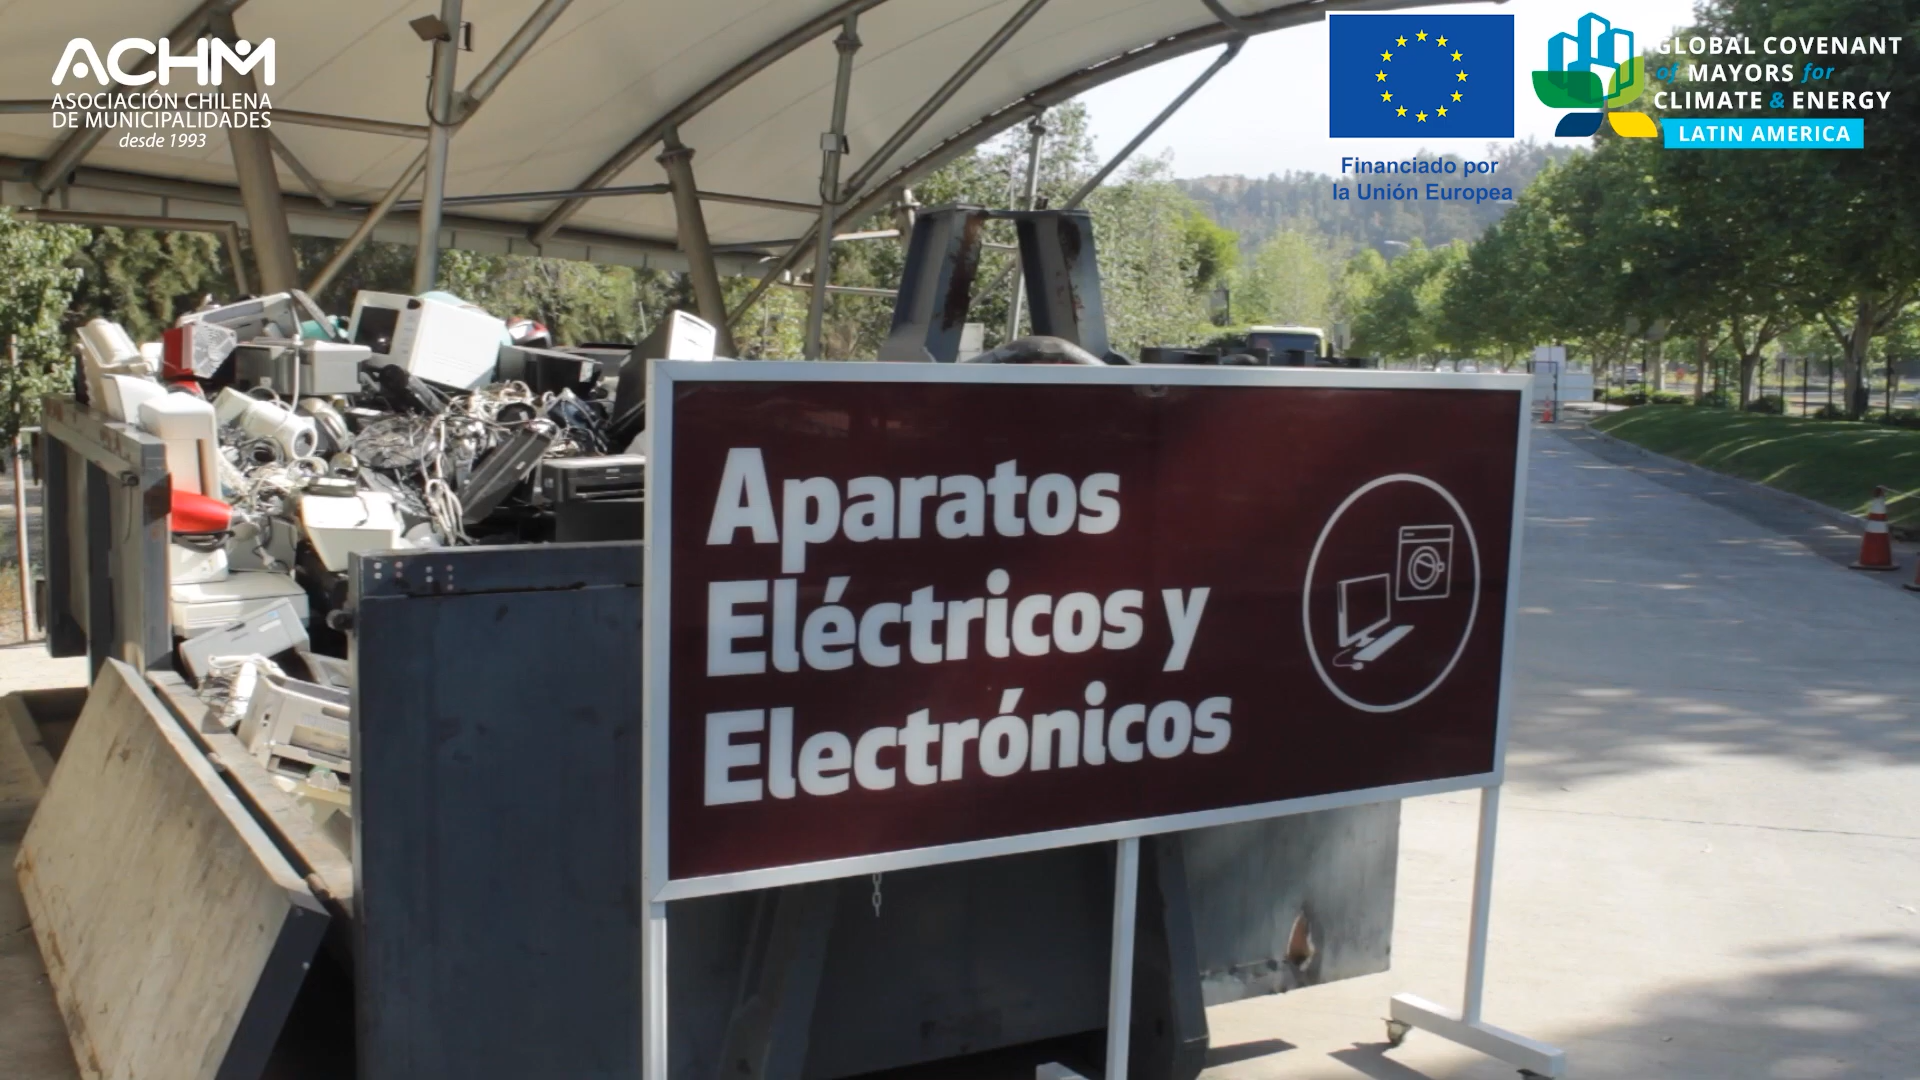 ACHM
ASOCIACIÓN CHILENA
DE MUNICIPALIDADES
desde 1993
Financiado por
la Unión Europea
GLOBAL COVENANT
of MAYORS for
CLIMATE & ENERGY
LATIN AMERICA
Aparatos
Eléctricos y
Electrónicos